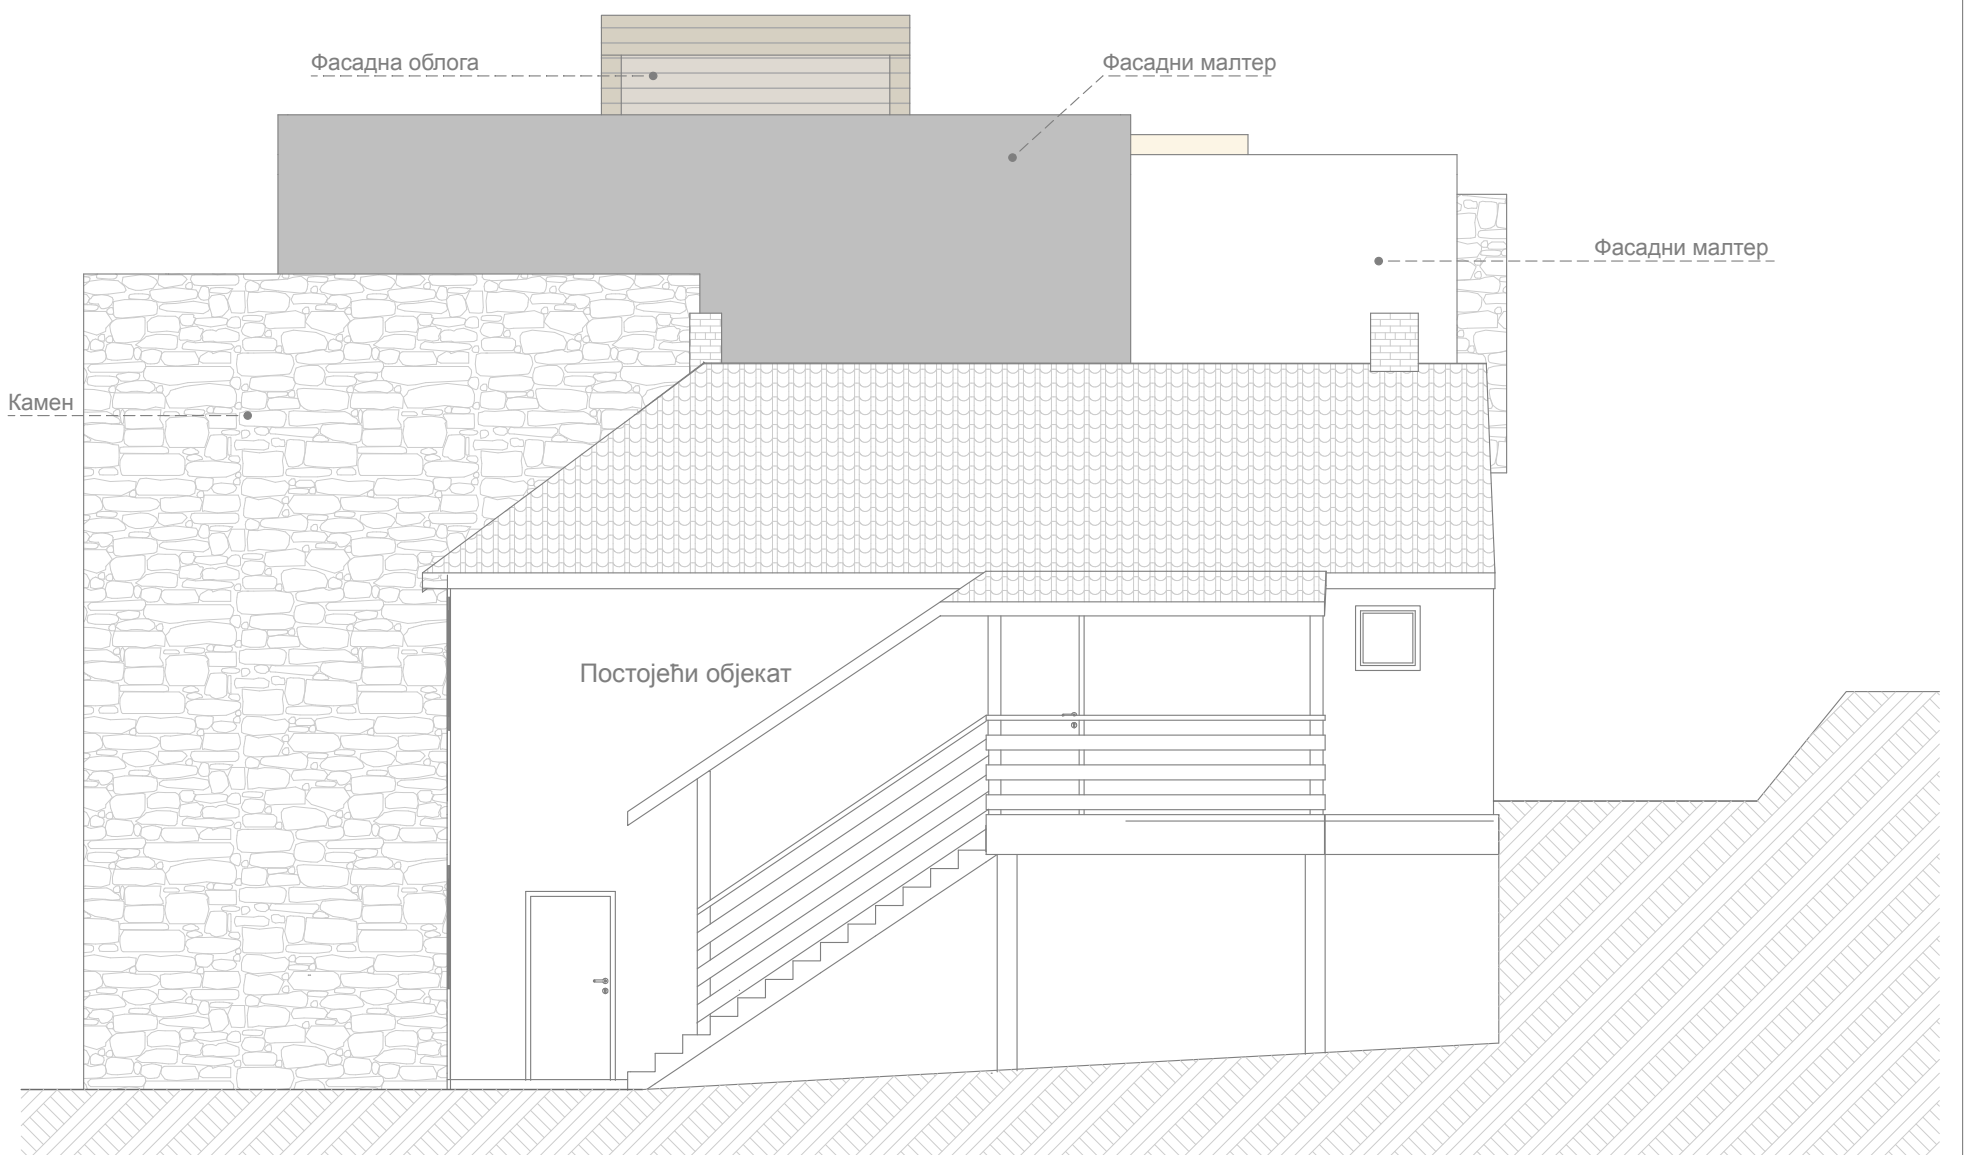 Фасадна облога
Фасадни малтер
Фасадни малтер
Камен
Постојећи објекат